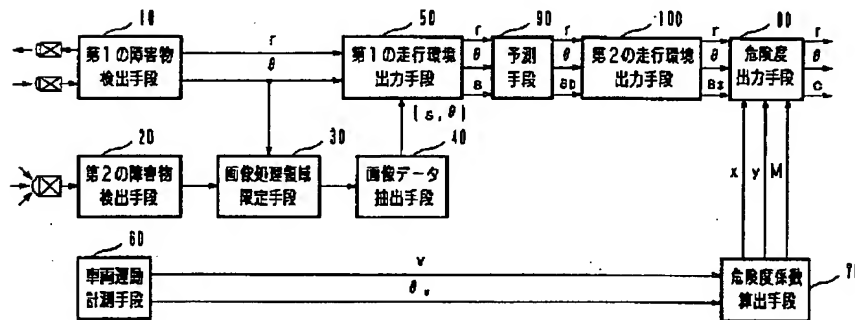 10
第1の障害物
検出手段
r
θ
50
第1の走行環境
出力手段
r
θ
s
90
予測
手段
r
θ
100
第2の走行環境
出力手段
r
θ
80
危険度
出力手段
r
θ
c
(s,θ)
20
第2の障害物
検出手段
30
画像処理領域
限定手段
40
画像データ
抽出手段
x
y
M
60
車両運動
計測手段
v
θv
危険度係数
算出手段